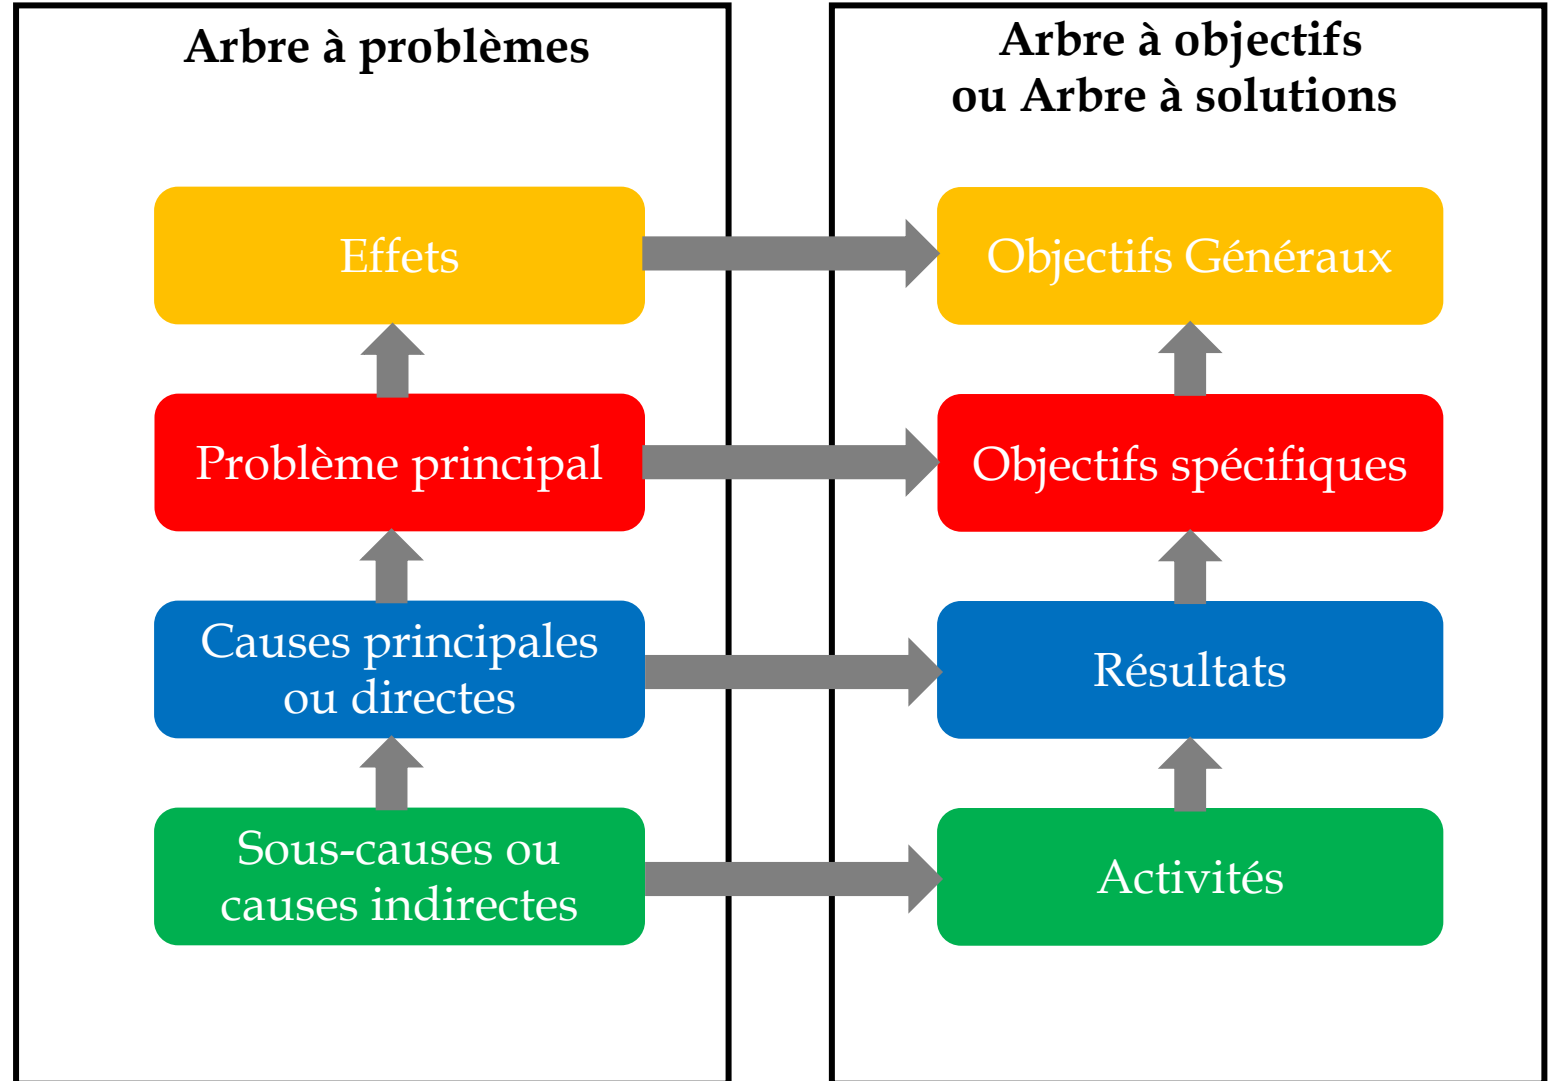 Arbre à problèmes
Effets
Problème principal
Causes principales
ou directes
Sous-causes ou
causes indirectes
Arbre à objectifs
ou Arbre à solutions
Objectifs Généraux
Objectifs spécifiques
Résultats
Activités